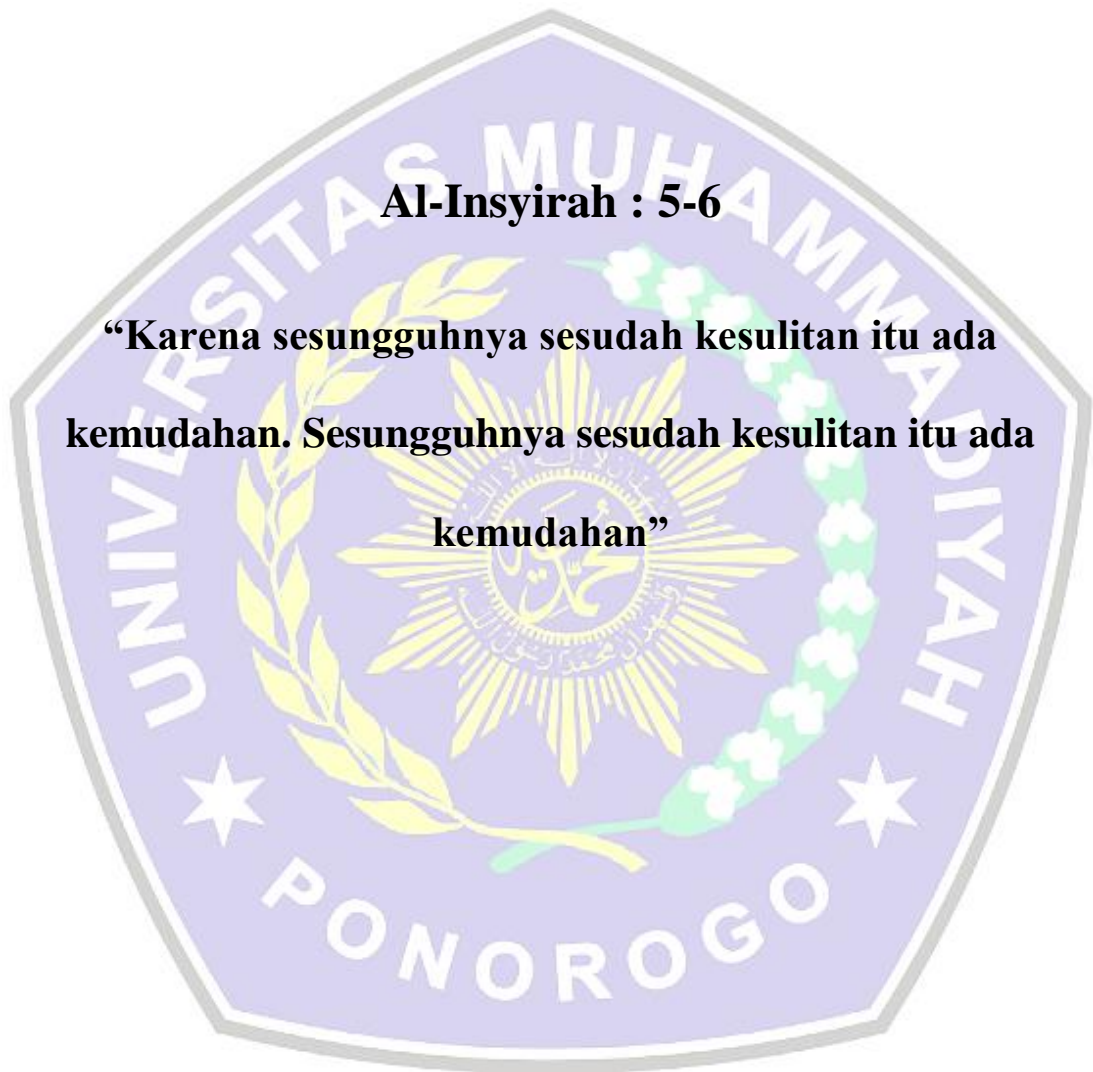 UNIVERSITAS MUHAMMADIYAH
Al-Insyirah : 5-6
“Karena sesungguhnya sesudah kesulitan itu ada
kemudahan. Sesungguhnya sesudah kesulitan itu ada
kemudahan”
محمد
PONOROGO